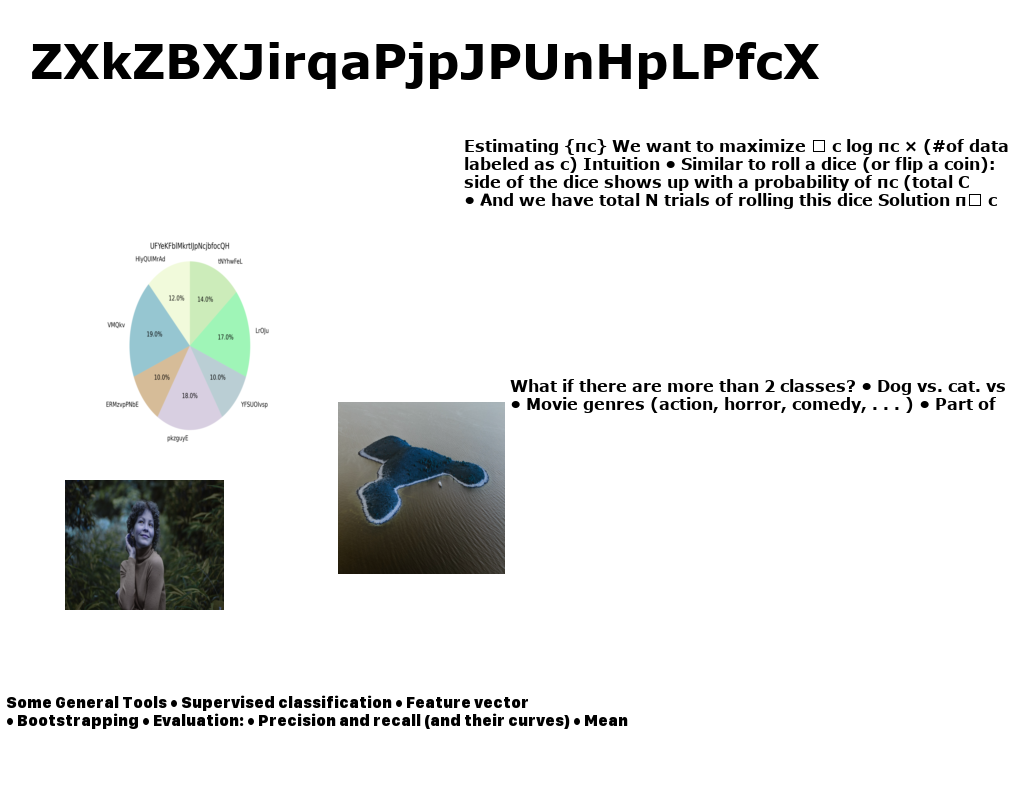 ZXkZBXJirqaPjpJPUnHpLPfcX
Estimating {πc} We want to maximize □ c log πc × (#of data
labeled as c) Intuition ● Similar to roll a dice (or flip a coin):
side of the dice shows up with a probability of πc (total C
● And we have total N trials of rolling this dice Solution π□ c
UFYeKFbIMkrtIJpNcjbfocQH
HlyQUIMrAd
tNYhwFeL
12.0%
14.0%
VMQkv
19.0%
17.0%
LrOJu
10.0%
10.0%
ERMzvpPNbE
18.0%
YFSUOIvsp
pkzguyE
What if there are more than 2 classes? ● Dog vs. cat. vs
● Movie genres (action, horror, comedy, . . . ) ● Part of
Some General Tools • Supervised classification • Feature vector
• Bootstrapping • Evaluation: • Precision and recall (and their curves) • Mean